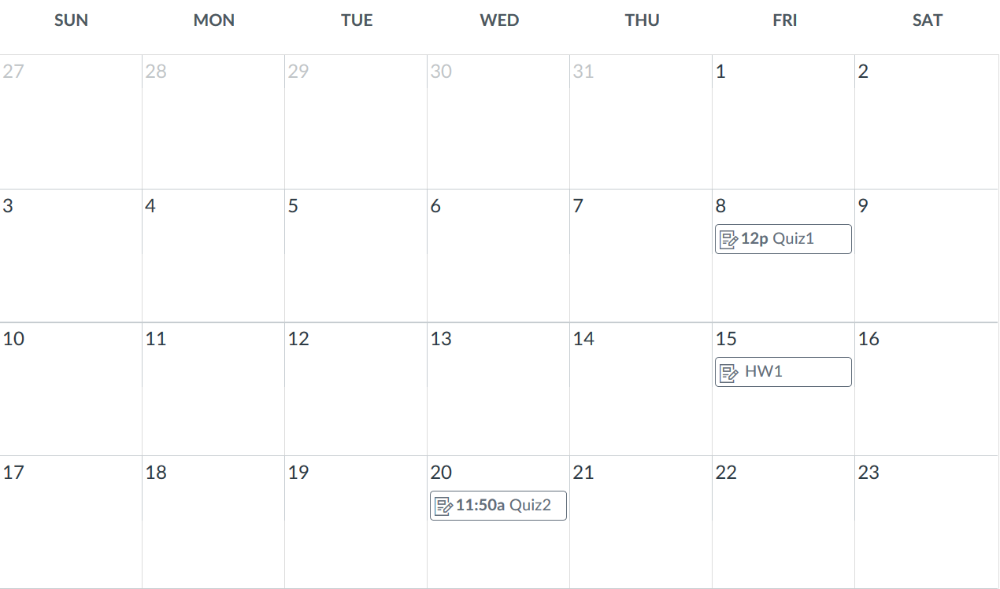 SUN MON TUE WED THU FRI SAT
27 28 29 30 31 1 2
3 4 5 6 7 8 9
12p Quiz1
10 11 12 13 14 15 16
HW1
17 18 19 20 21 22 23
11:50a Quiz2